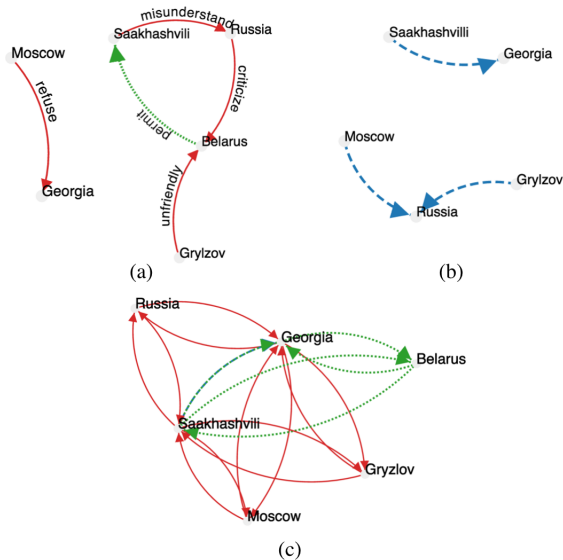 misunderstand
Saakhashvili
Russia
Moscow
refuse
criticize
permit
Belarus
Georgia
unfriendly
Grylzov
(a)
Saakhashvilli
Georgia
Moscow
Grylzov
Russia
(b)
Russia
Georgia
Belarus
Saakhashvili
Gryzlov
Moscow
(c)